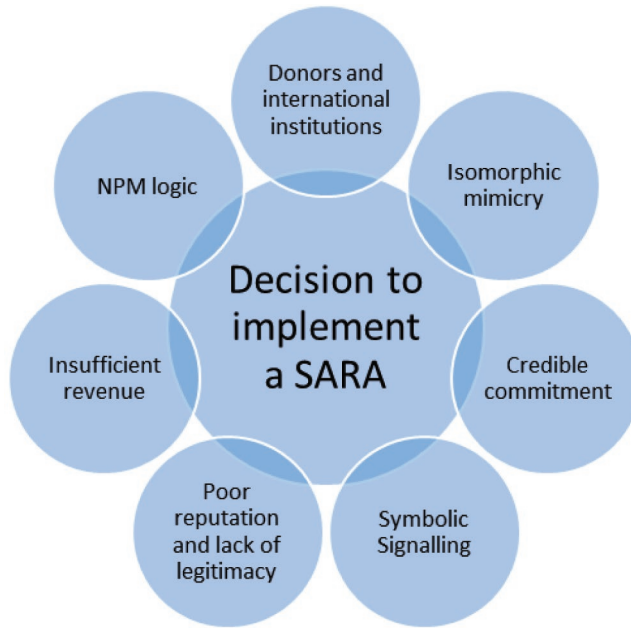 Donors and
international
institutions
Isomorphic
mimicry
Credible
commitment
Symbolic
Signalling
Poor
reputation
and lack of
legitimacy
Insufficient
revenue
NPM logic
Decision to
implement
a SARA